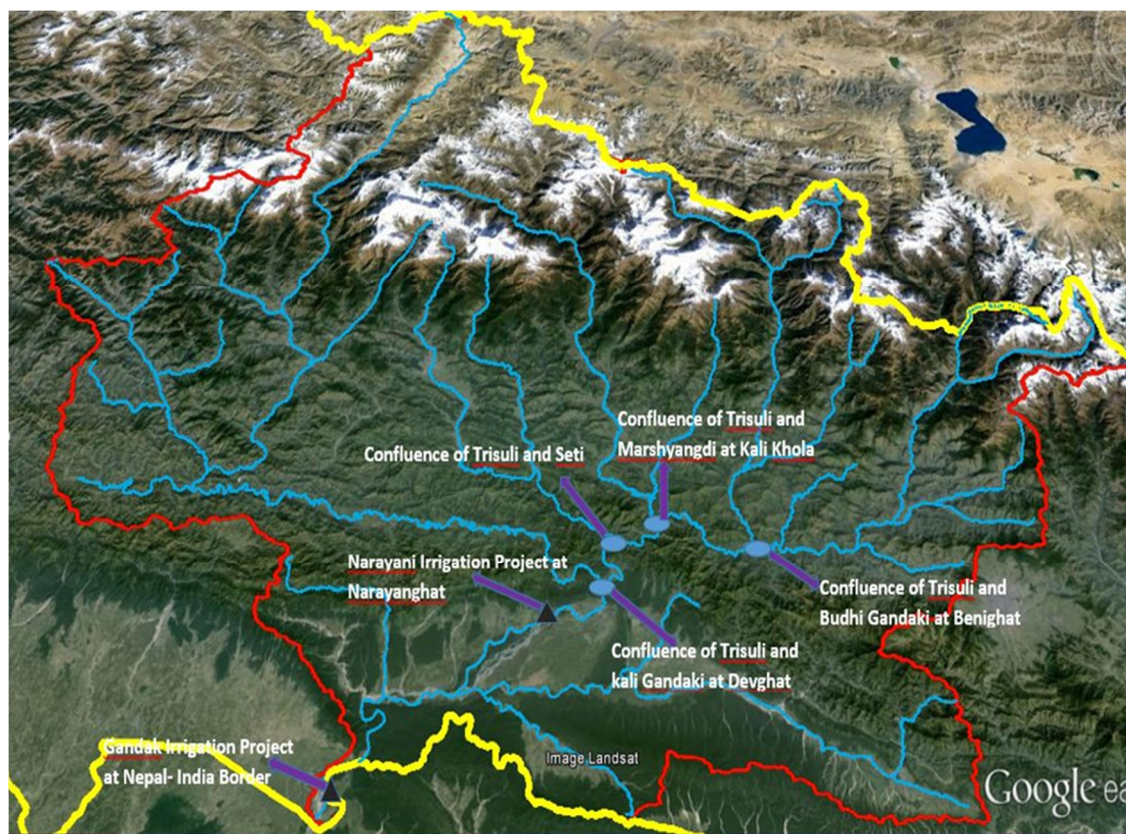 Confluence of Trisuli and
Marshyangdi at Kali Khola
Confluence of Trisuli and Seti
Narayani Irrigation Project at
Narayanghat
Confluence of Trisuli and
Budhi Gandaki at Benighat
Confluence of Trisuli and
kali Gandaki at Devghat
Gandak Irrigation Project
at Nepal- India Border
Image Landsat
Google ea